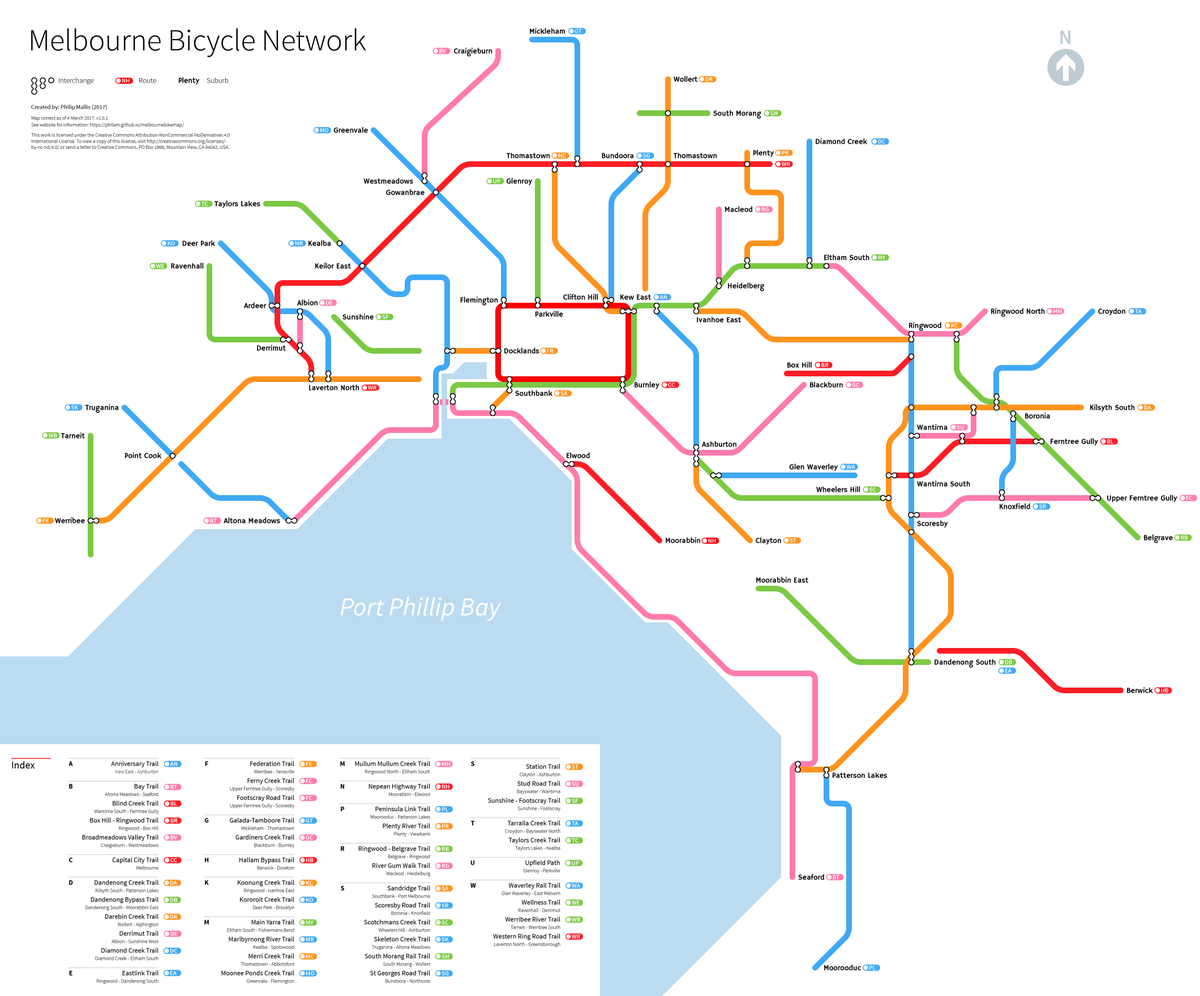 Melbourne Bicycle Network
Interchange
NH Route
Plenty Suburb
Created by: Philip Mallis (2017)
Map correct as of 4 March 2017. v1.0.1
See website for information: https://philam.github.io/melbournebikemap/
This work is licensed under the Creative Commons Attribution-NonCommercial-NoDerivatives 4.0
International License. To view a copy of this license, visit http://creativecommons.org/licenses/-
by-nc-nd/4.0/ or send a letter to Creative Commons, PO Box 1866, Mountain View, CA 94042, USA.
N
Mickleham GT
BV Craigieburn
Wollert DR
South Morang SM
MO Greenvale
Diamond Creek DC
Thomastown MC
Bundoora SG
Thomastown
Plenty PR
WR
Westmeadows
Gowanbrae
UP Glenroy
TC Taylors Lakes
Macleod RG
KO Deer Park
MR Kealba
WE Ravenhall
Keilor East
Eltham South MY
Heidelberg
Ardeer
Albion DE
Sunshine SF
Flemington
Parkville
Clifton Hill
Kew East AN
Ivanhoe East
Ringwood KC
Ringwood North MM
Croydon TA
Derrimut
Docklands FR
Laverton North WR
Southbank SA
Burnley CC
Box Hill BR
Blackburn GC
SK Truganina
Kilsyth South DA
Boronia
WB Tarneit
Wantirna SU
Ferntree Gully BL
Point Cook
Elwood
Ashburton
Glen Waverley WA
Wantirna South
Wheelers Hill SC
Knoxfield SR
Upper Ferntree Gully FC
FE Werribee
BT Altona Meadows
Scoresby
Moorabbin NH
Clayton ST
Belgrave RB
Moorabbin East
Port Phillip Bay
Dandenong South DB
EA
Berwick HB
Patterson Lakes
Seaford BT
Moorooduc PL
Index
A
Anniversary Trail AN
Kew East - Ashburton
B
Bay Trail BT
Altona Meadows - Seaford
Blind Creek Trail BL
Wantirna South - Ferntree Gully
Box Hill - Ringwood Trail BR
Ringwood - Box Hill
Broadmeadows Valley Trail BV
Craigieburn - Westmeadows
C
Capital City Trail CC
Melbourne
D
Dandenong Creek Trail DA
Kilsyth South - Patterson Lakes
Dandenong Bypass Trail DB
Dandenong South - Moorabbin East
Darebin Creek Trail DR
Wollert - Alphington
Derrimut Trail DE
Albion - Sunshine West
Diamond Creek Trail DC
Diamond Creek - Eltham South
E
Eastlink Trail EA
Ringwood - Dandenong South
F
Federation Trail FE
Werribee - Yarraville
Ferny Creek Trail FC
Upper Ferntree Gully - Scoresby
Footscray Road Trail FC
Upper Ferntree Gully - Scoresby
G
Galada-Tamboore Trail GT
Mickleham - Thomastown
Gardiners Creek Trail GC
Blackburn - Burnley
H
Hallam Bypass Trail HB
Berwick - Doveton
K
Koonung Creek Trail KC
Ringwood - Ivanhoe East
Kororoit Creek Trail KO
Deer Park - Brooklyn
M
Main Yarra Trail MY
Eltham South - Fishermans Bend
Maribyrnong River Trail MR
Kealba - Spotswood
Merri Creek Trail MC
Thomastown - Abbotsford
Moonee Ponds Creek Trail MO
Greenvale - Flemington
M
Mullum Mullum Creek Trail MM
Ringwood North - Eltham South
N
Nepean Highway Trail NH
Moorabbin - Elwood
P
Peninsula Link Trail PL
Moorooduc - Patterson Lakes
Plenty River Trail PR
Plenty - Viewbank
R
Ringwood - Belgrave Trail RB
Belgrave - Ringwood
River Gum Walk Trail RG
Macleod - Heidelburg
S
Sandridge Trail SA
Southbank - Port Melbourne
Scoresby Road Trail SR
Boronia - Knoxfield
Scotchmans Creek Trail SC
Wheelers Hill - Ashburton
Skeleton Creek Trail SK
Truganina - Altona Meadows
South Morang Rail Trail SM
South Morang - Wollert
St Georges Road Trail SG
Bundoora - Northcote
S
Station Trail ST
Clayton - Ashburton
Stud Road Trail SU
Bayswater - Wantirna
Sunshine - Footscray Trail SF
Sunshine - Footscray
T
Tarralla Creek Trail TA
Croydon - Bayswater North
Taylors Creek Trail TC
Taylors Lakes - Kealba
U
Upfield Path UP
Glenroy - Parkville
W
Waverley Rail Trail WA
Glen Waverley - East Malvern
Wellness Trail WE
Ravenhall - Derrimut
Werribee River Trail WB
Tarneit - Werribee South
Western Ring Road Trail WR
Laverton North - Greensborough